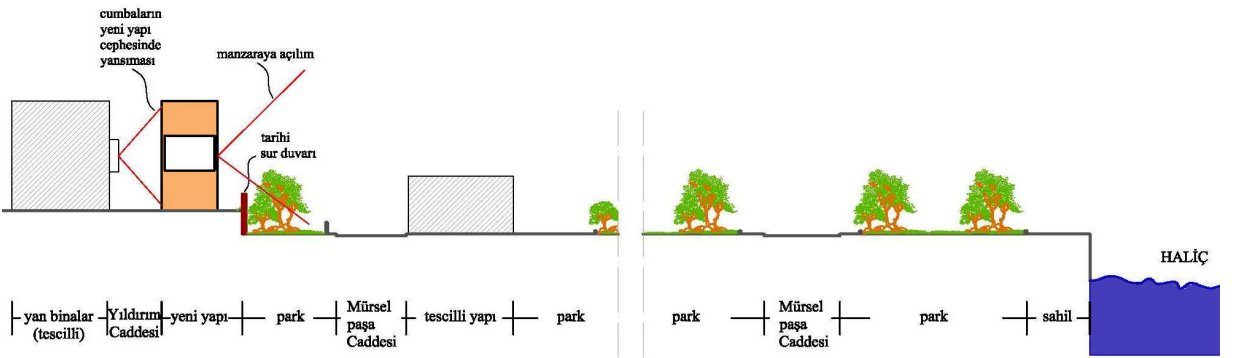 cumbaların
yeni yapı
cephesinde
yansıması
manzaraya açılım
tarihi
sur duvarı
HALİÇ
yan binalar
(tescilli)
Yıldırım
Caddesi
yeni yapı
park
Mürsel
paşa
Caddesi
tescilli yapı
park
park
Mürsel
paşa
Caddesi
park
sahil